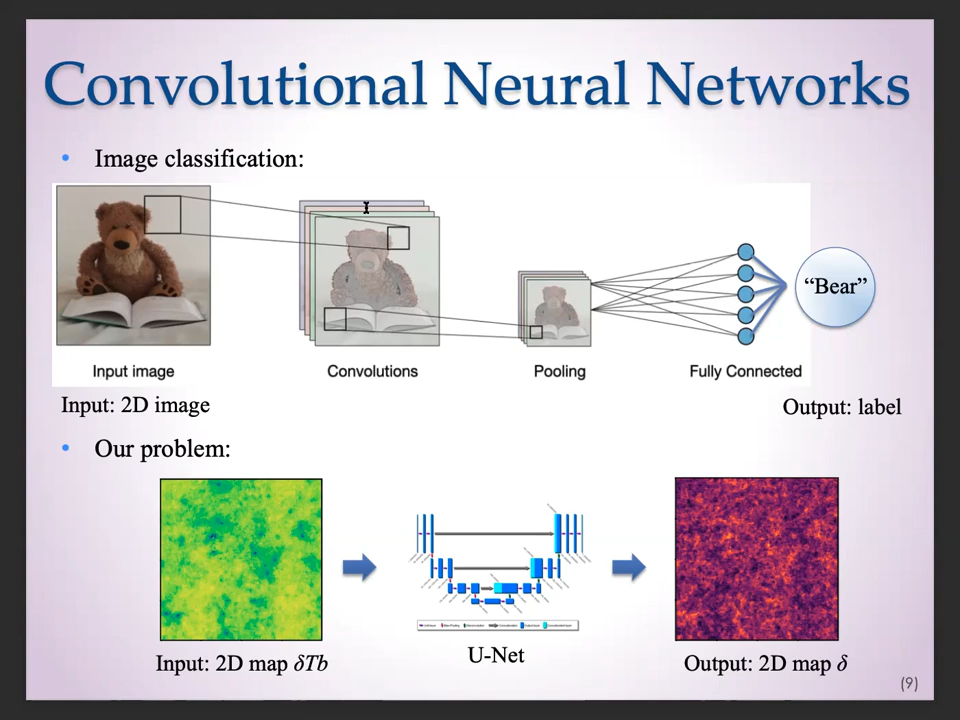 Convolutional Neural Networks
• Image classification:
"Bear"
Input image
Convolutions
Pooling
Fully Connected
Input: 2D image
Output: label
• Our problem:
Input: 2D map δTb
U-Net
Output: 2D map δ
(9)